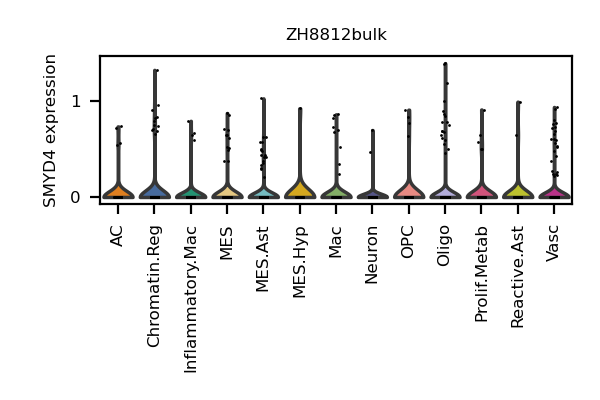 ZH8812bulk
SMYD4 expression
1
0
AC
Chromatin.Reg
Inflammatory.Mac
MES
MES.Ast
MES.Hyp
Mac
Neuron
OPC
Oligo
Prolif.Metab
Reactive.Ast
Vasc